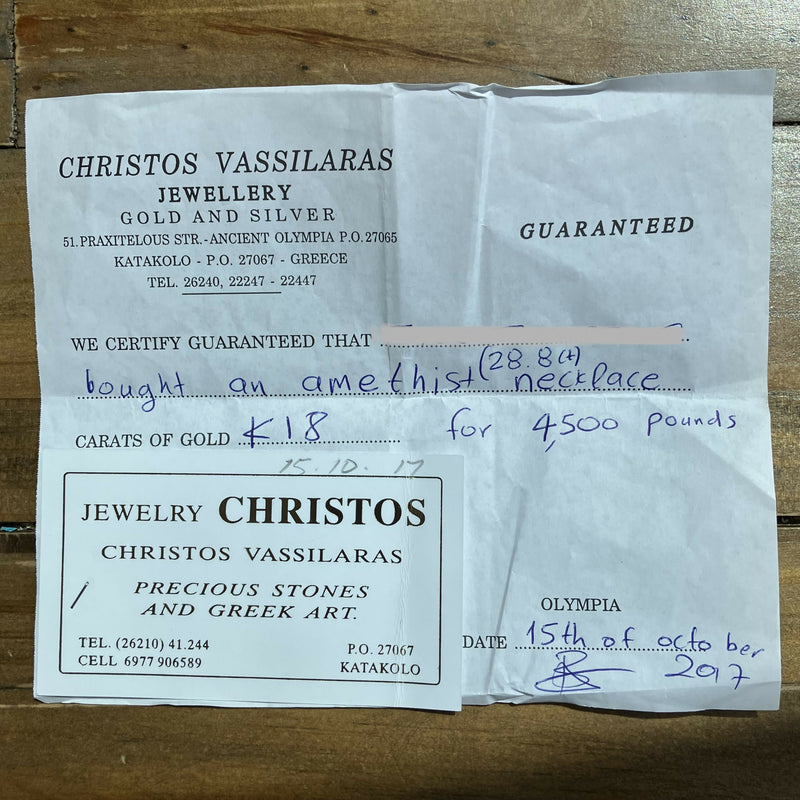 CHRISTOS VASSILARAS
JEWELLERY
GOLD AND SILVER
51. PRAXITELOUS STR.-ANCIENT OLYMPIA P.O. 27065
KATAKOLO - P.O. 27067 - GREECE
TEL. 26240, 22247 - 22447
GUARANTEED
WE CERTIFY GUARANTEED THAT
bought an amethist (28.8ct) necklace
CARATS OF GOLD K18 for 4,500 pounds
15.10.17
JEWELRY CHRISTOS
CHRISTOS VASSILARAS
PRECIOUS STONES
AND GREEK ART.
TEL. (26210) 41.244
CELL 6977 906589
P.O. 27067
KATAKOLO
OLYMPIA
DATE 15th of october
2017